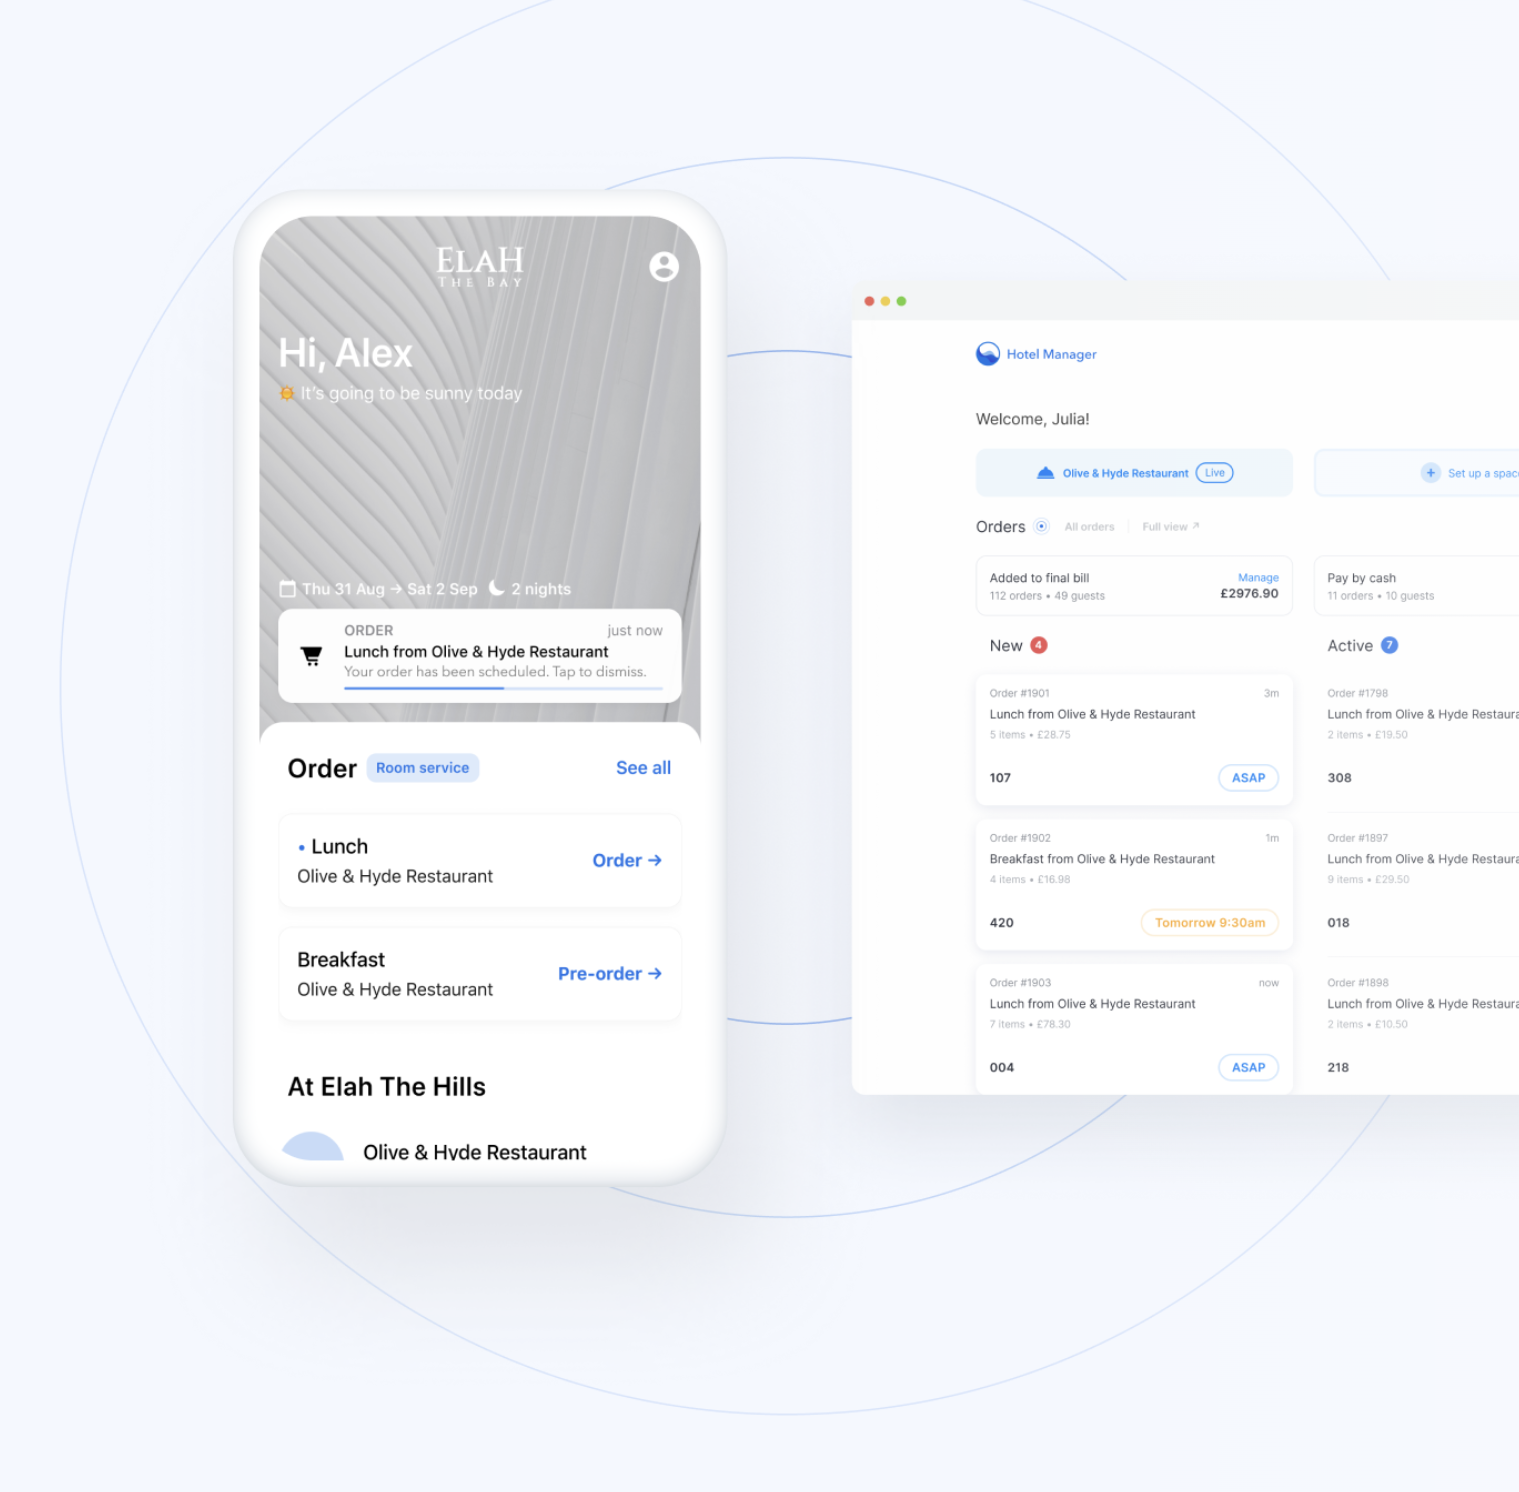 ELAH
THE BAY
Hi, Alex
It's going to be sunny today
Thu 31 Aug → Sat 2 Sep 2 nights
ORDER just now
Lunch from Olive & Hyde Restaurant
Your order has been scheduled. Tap to dismiss.
Order Room service See all
• Lunch
Olive & Hyde Restaurant
Order →
Breakfast
Olive & Hyde Restaurant
Pre-order →
At Elah The Hills
Olive & Hyde Restaurant
Hotel Manager
Welcome, Julia!
Olive & Hyde Restaurant Live
+ Set up a spac
Orders All orders Full view ↗
Added to final bill Manage
112 orders • 49 guests £2976.90
Pay by cash
11 orders • 10 guests
New 4
Order #1901 3m
Lunch from Olive & Hyde Restaurant
5 items • £28.75
107 ASAP
Order #1902 1m
Breakfast from Olive & Hyde Restaurant
4 items • £16.98
420 Tomorrow 9:30am
Order #1903 now
Lunch from Olive & Hyde Restaurant
7 items • £78.30
004 ASAP
Active 7
Order #1798
Lunch from Olive & Hyde Restaura
2 items • £19.50
308
Order #1897
Lunch from Olive & Hyde Restaura
9 items • £29.50
018
Order #1898
Lunch from Olive & Hyde Restaura
2 items • £10.50
218